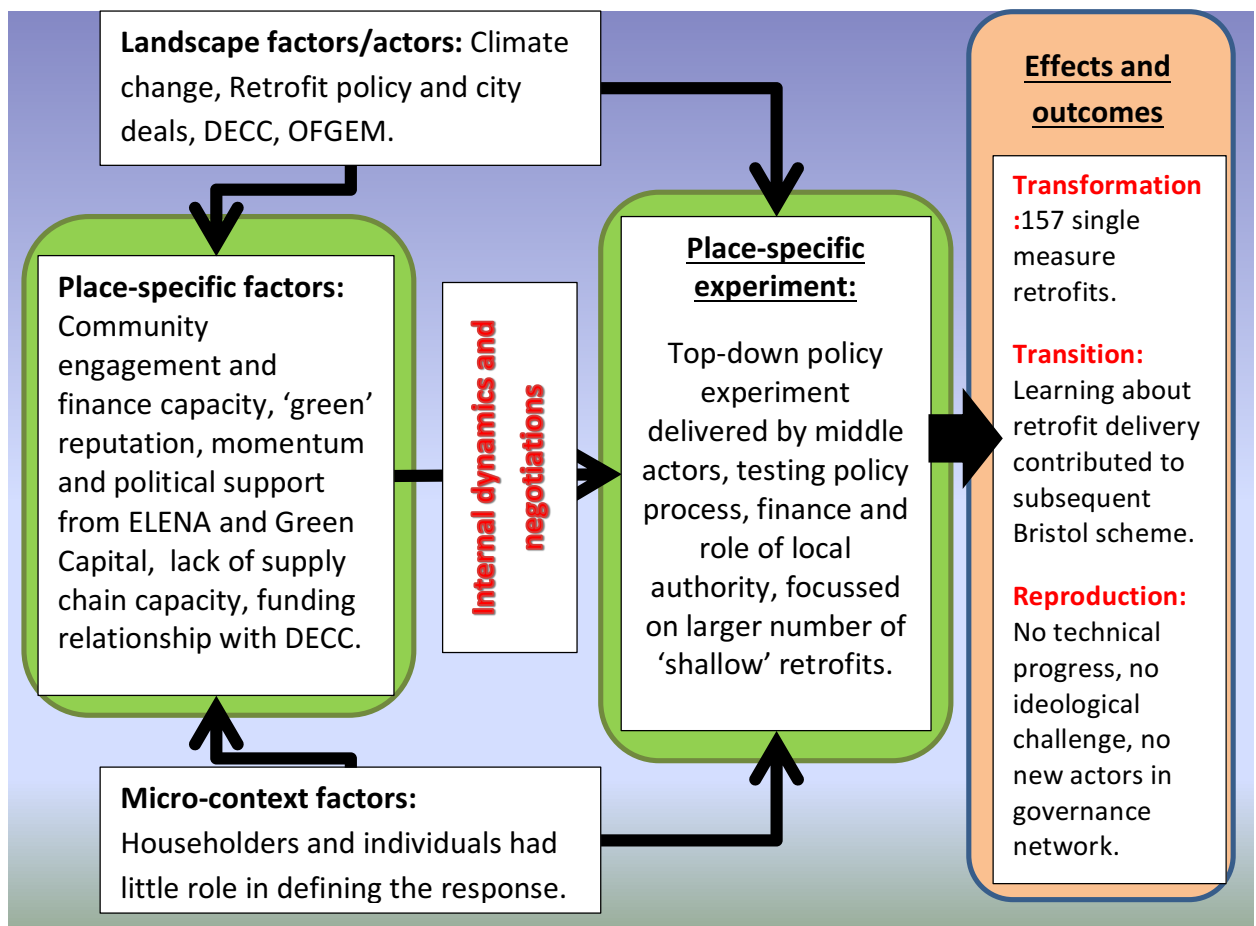 Landscape factors/actors: Climate
change, Retrofit policy and city
deals, DECC, OFGEM.
Place-specific factors:
Community
engagement and
finance capacity, ‘green’
reputation, momentum
and political support
from ELENA and Green
Capital,  lack of supply
chain capacity, funding
relationship with DECC.
Micro-context factors:
Householders and individuals had
little role in defining the response.
Internal dynamics and
negotiations
Place-specific
experiment:
Top-down policy
experiment
delivered by middle
actors, testing policy
process, finance and
role of local
authority, focussed
on larger number of
‘shallow’ retrofits.
Effects and
outcomes
Transformation
:157 single
measure
retrofits.
Transition:
Learning about
retrofit delivery
contributed to
subsequent
Bristol scheme.
Reproduction:
No technical
progress, no
ideological
challenge, no
new actors in
governance
network.